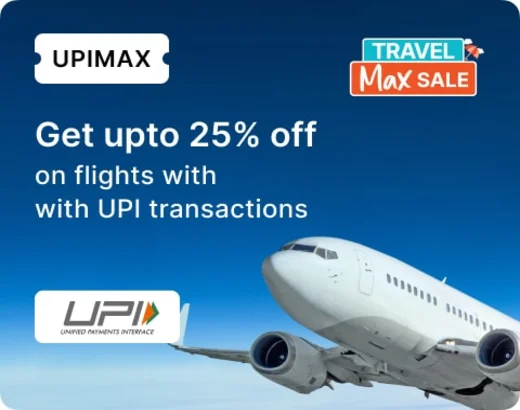 UPIMAX
TRAVEL
Max SALE
Get upto 25% off
on flights with
with UPI transactions
UPI
UNIFIED PAYMENTS INTERFACE